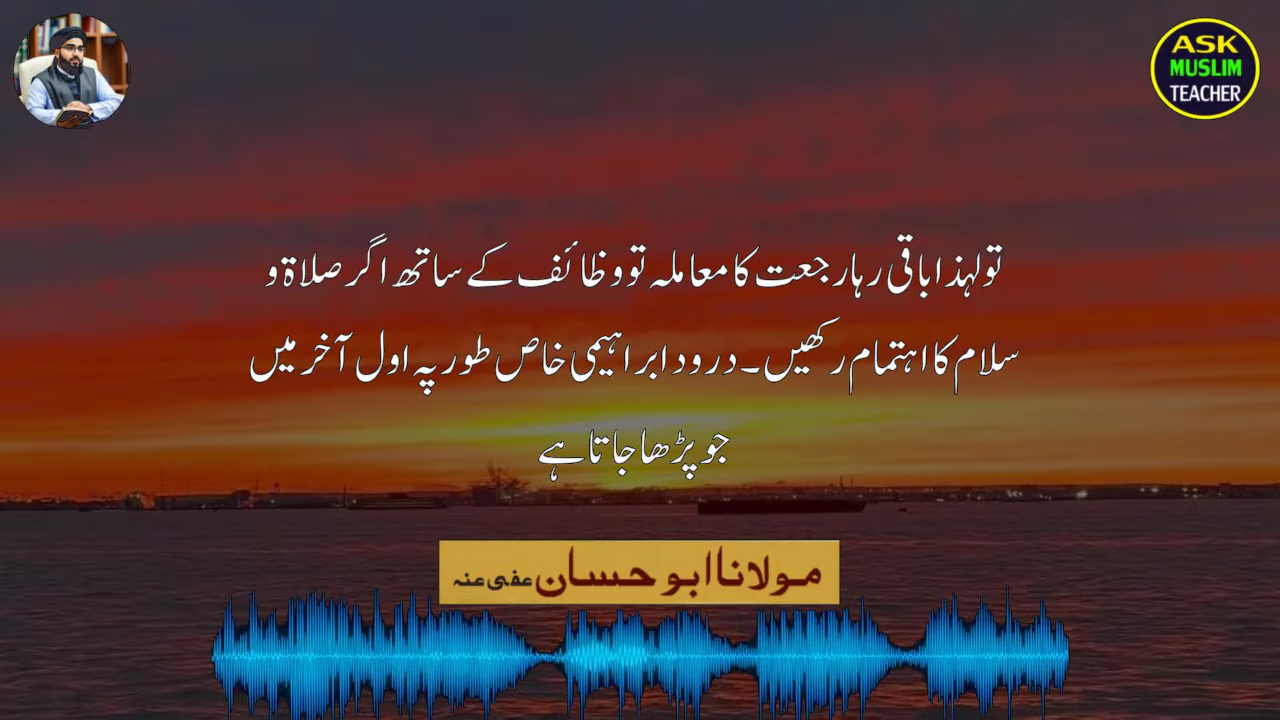 ASK
MUSLIM
TEACHER
تو لہذا باقی رہا رجعت کا معاملہ تو وظائف کے ساتھ اگر صلاۃ و
سلام کا اہتمام رکھیں۔ درود ابراہیمی خاص طور پہ اول آخر میں
جو پڑھا جاتا ہے
مولانا ابو حسان عفی عنہ